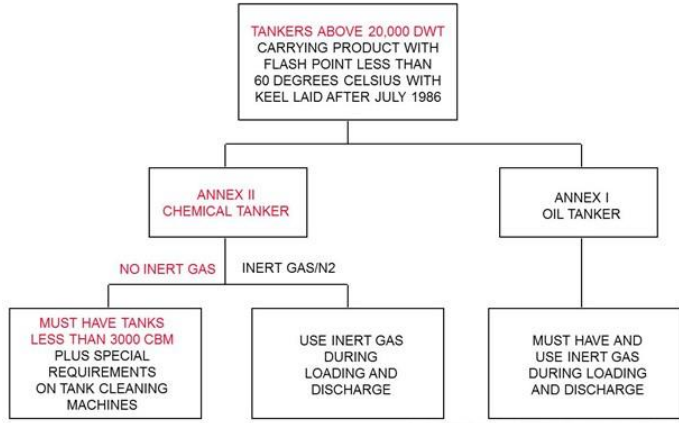 TANKERS ABOVE 20,000 DWT
CARRYING PRODUCT WITH
FLASH POINT LESS THAN
60 DEGREES CELSIUS WITH
KEEL LAID AFTER JULY 1986
ANNEX II
CHEMICAL TANKER
ANNEX I
OIL TANKER
NO INERT GAS
INERT GAS/N2
MUST HAVE TANKS
LESS THAN 3000 CBM
PLUS SPECIAL
REQUIREMENTS
ON TANK CLEANING
MACHINES
USE INERT GAS
DURING
LOADING AND
DISCHARGE
MUST HAVE AND
USE INERT GAS
DURING LOADING
AND DISCHARGE